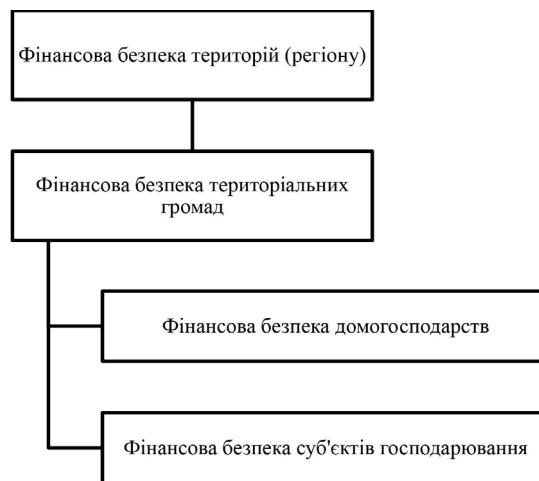 Фінансова безпека територій (регіону)
Фінансова безпека територіальних
громад
Фінансова безпека домогосподарств
Фінансова безпека суб'єктів господарювання